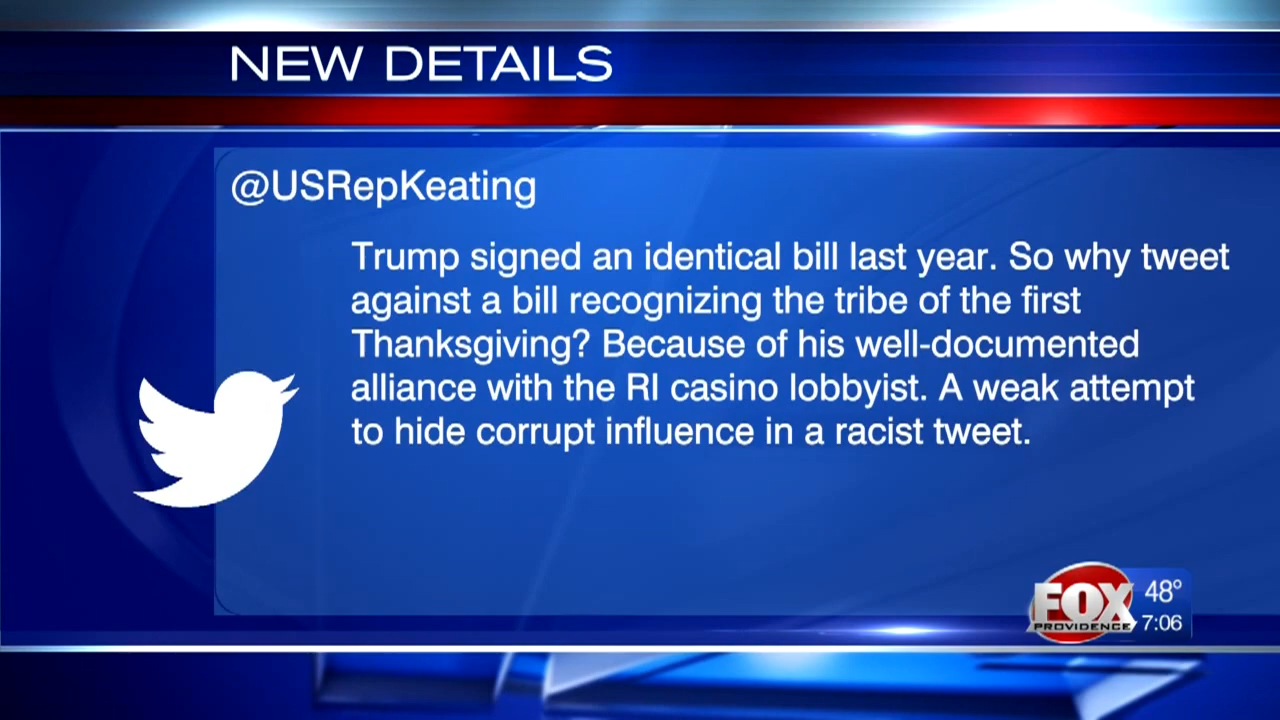 NEW DETAILS
@USRepKeating
Trump signed an identical bill last year. So why tweet
against a bill recognizing the tribe of the first
Thanksgiving? Because of his well-documented
alliance with the RI casino lobbyist. A weak attempt
to hide corrupt influence in a racist tweet.
FOX 48°
PROVIDENCE 7:06